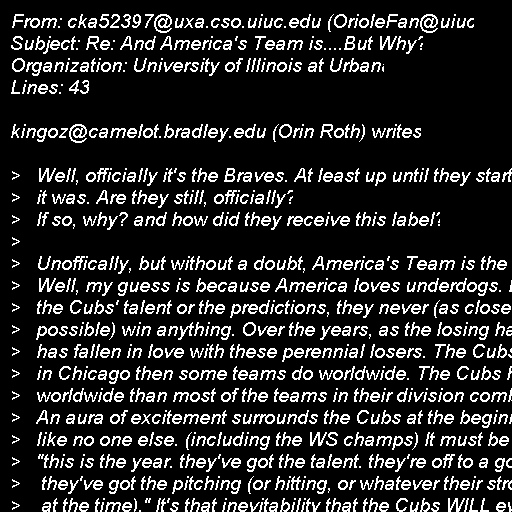 From: cka52397@uxa.cso.uiuc.edu (OrioleFan@uiuc
Subject: Re: And America's Team is....But Why?
Organization: University of Illinois at Urbana
Lines: 43

kingoz@camelot.bradley.edu (Orin Roth) writes

> Well, officially it's the Braves. At least up until they start
> it was. Are they still, officially?
> If so, why? and how did they receive this label?
>
> Unoffically, but without a doubt, America's Team is the
> Well, my guess is because America loves underdogs.
> the Cubs' talent or the predictions, they never (as close
> possible) win anything. Over the years, as the losing ha
> has fallen in love with these perennial losers. The Cubs
> in Chicago then some teams do worldwide. The Cubs h
> worldwide than most of the teams in their division com
> An aura of excitement surrounds the Cubs at the begin
> like no one else. (including the WS champs) It must be
> "this is the year. they've got the talent. they're off to a go
> they've got the pitching (or hitting, or whatever their stro
> at the time)." It's that inevitability that the Cubs WILL ev